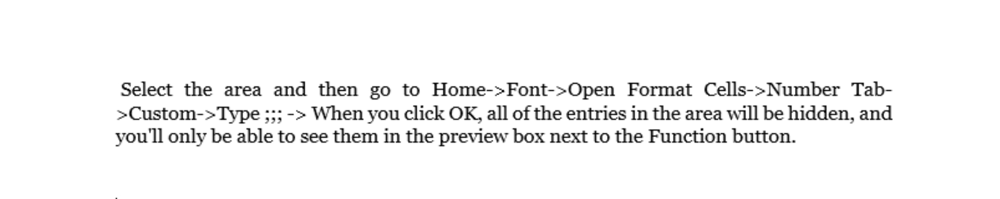 Select the area and then go to Home->Font->Open Format Cells->Number Tab-
>Custom->Type ;;; -> When you click OK, all of the entries in the area will be hidden, and
you'll only be able to see them in the preview box next to the Function button.